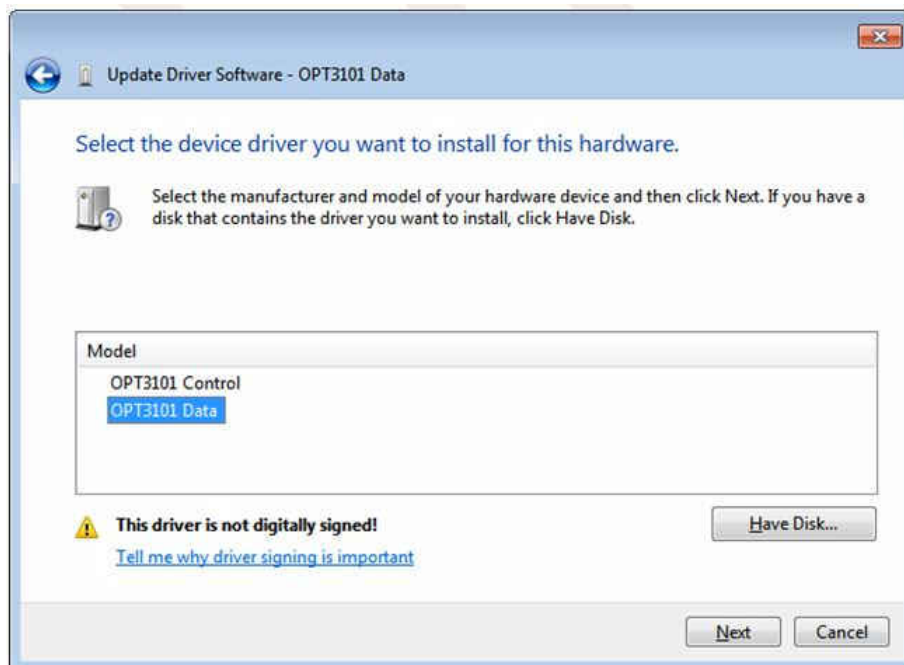 Update Driver Software - OPT3101 Data
Select the device driver you want to install for this hardware.
Select the manufacturer and model of your hardware device and then click Next. If you have a
disk that contains the driver you want to install, click Have Disk.
Model
OPT3101 Control
OPT3101 Data
This driver is not digitally signed!
Have Disk...
Tell me why driver signing is important
Next
Cancel